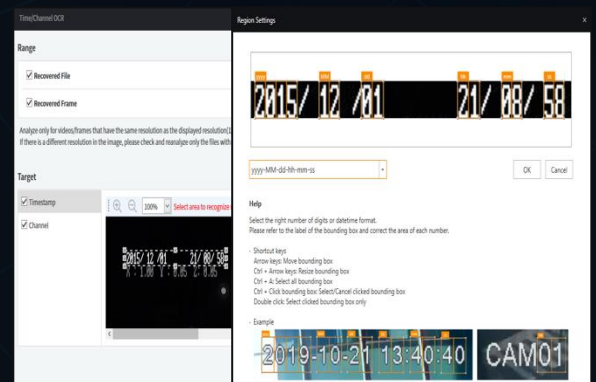 Time/Channel OCR
Range
Recovered File
Recovered Frame
Analyze only for videos/frames that have the same resolution as the displayed resolution(1
If there is a different resolution in the image, please check and manalyze only the files with
Target
Timestamp
Channel
100%
Select area to recognize
2015/ 12 /01 21/ 08/ 58
X : 1.00 Y : 0.05 Z: 0.05
Region Settings
x
yyyy MM dd hh mm ss
2015/ 12 /01 21/ 08/ 58
yyyy-MM-dd-hh-mm-ss
OK
Cancel
Help
Select the right number of digits or datetime format.
Please refer to the label of the bounding box and correct the area of each number.
- Shortcut keys
Arrow keys: Move bounding box
Ctrl + Arrow keys: Resize bounding box
Ctrl + A: Select all bounding box
Ctrl + Click bounding box: Select/Cancel clicked bounding box
Double click: Select clicked bounding box only
- Example
2019-10-21 13:40:40
CAM01